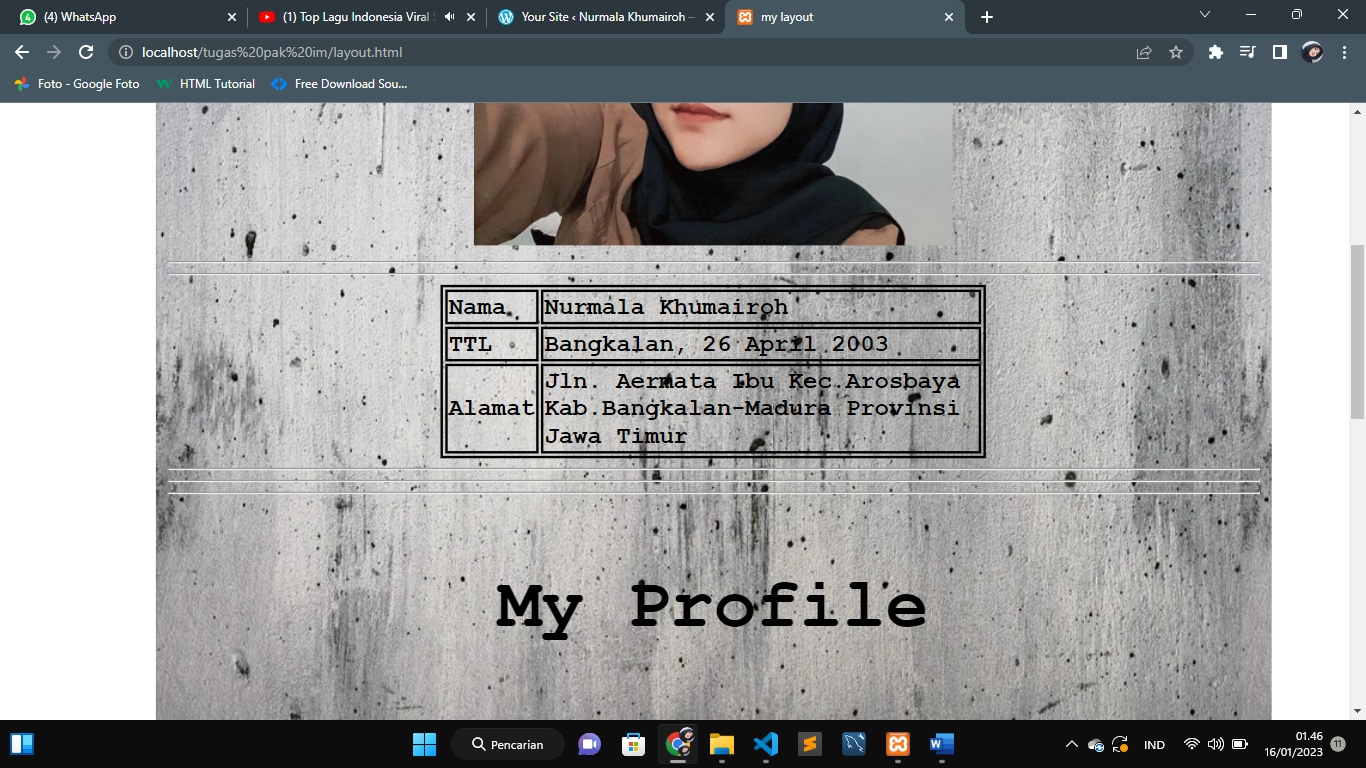 (4) WhatsApp
(1) Top Lagu Indonesia Viral
Your Site ‹ Nurmala Khumairoh —
my layout
localhost/tugas%20pak%20im/layout.html
Foto - Google Foto
HTML Tutorial
Free Download Sou...
Nama Nurmala Khumairoh
TTL Bangkalan, 26 April 2003
Alamat Jln. Aermata Ibu Kec.Arosbaya
Kab.Bangkalan-Madura Provinsi
Jawa Timur
My Profile
Pencarian
IND
01.46
16/01/2023
11